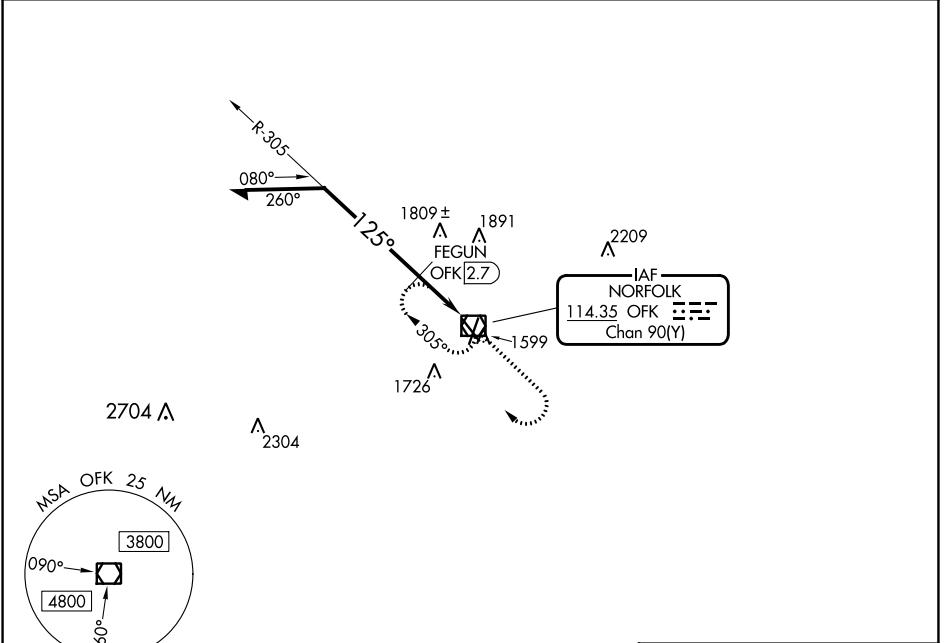 R-305
080°
260°
125°
1809 ±
1891
FEGUN
OFK 2.7
2209
IAF
NORFOLK
114.35 OFK
Chan 90(Y)
305°
1599
1726
2704
2304
MSA OFK 25 NM
3800
090°
4800